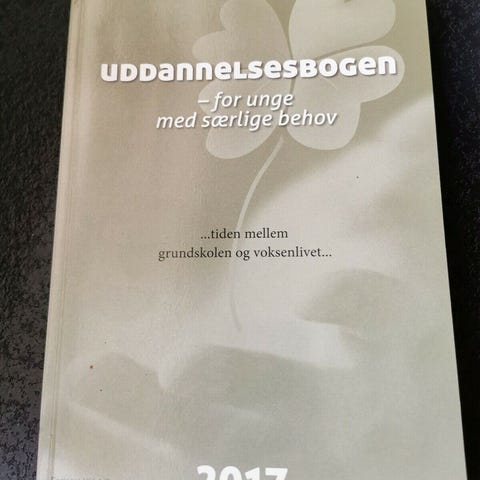 UDDANNELSESBOGEN
– for unge
med særlige behov
...tiden mellem
grundskolen og voksenlivet...
2017